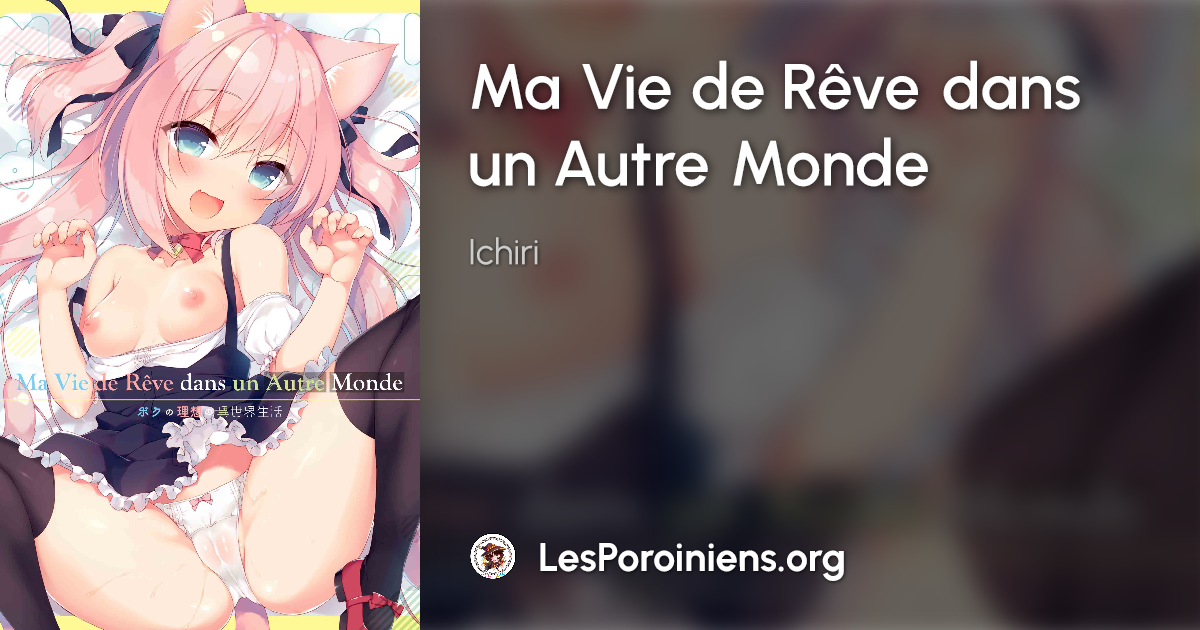 Ma Vie de Rêve dans un Autre Monde
ボクの理想の異世界生活
Ma Vie de Rêve dans
un Autre Monde
Ichiri
LesPoroiniens.org